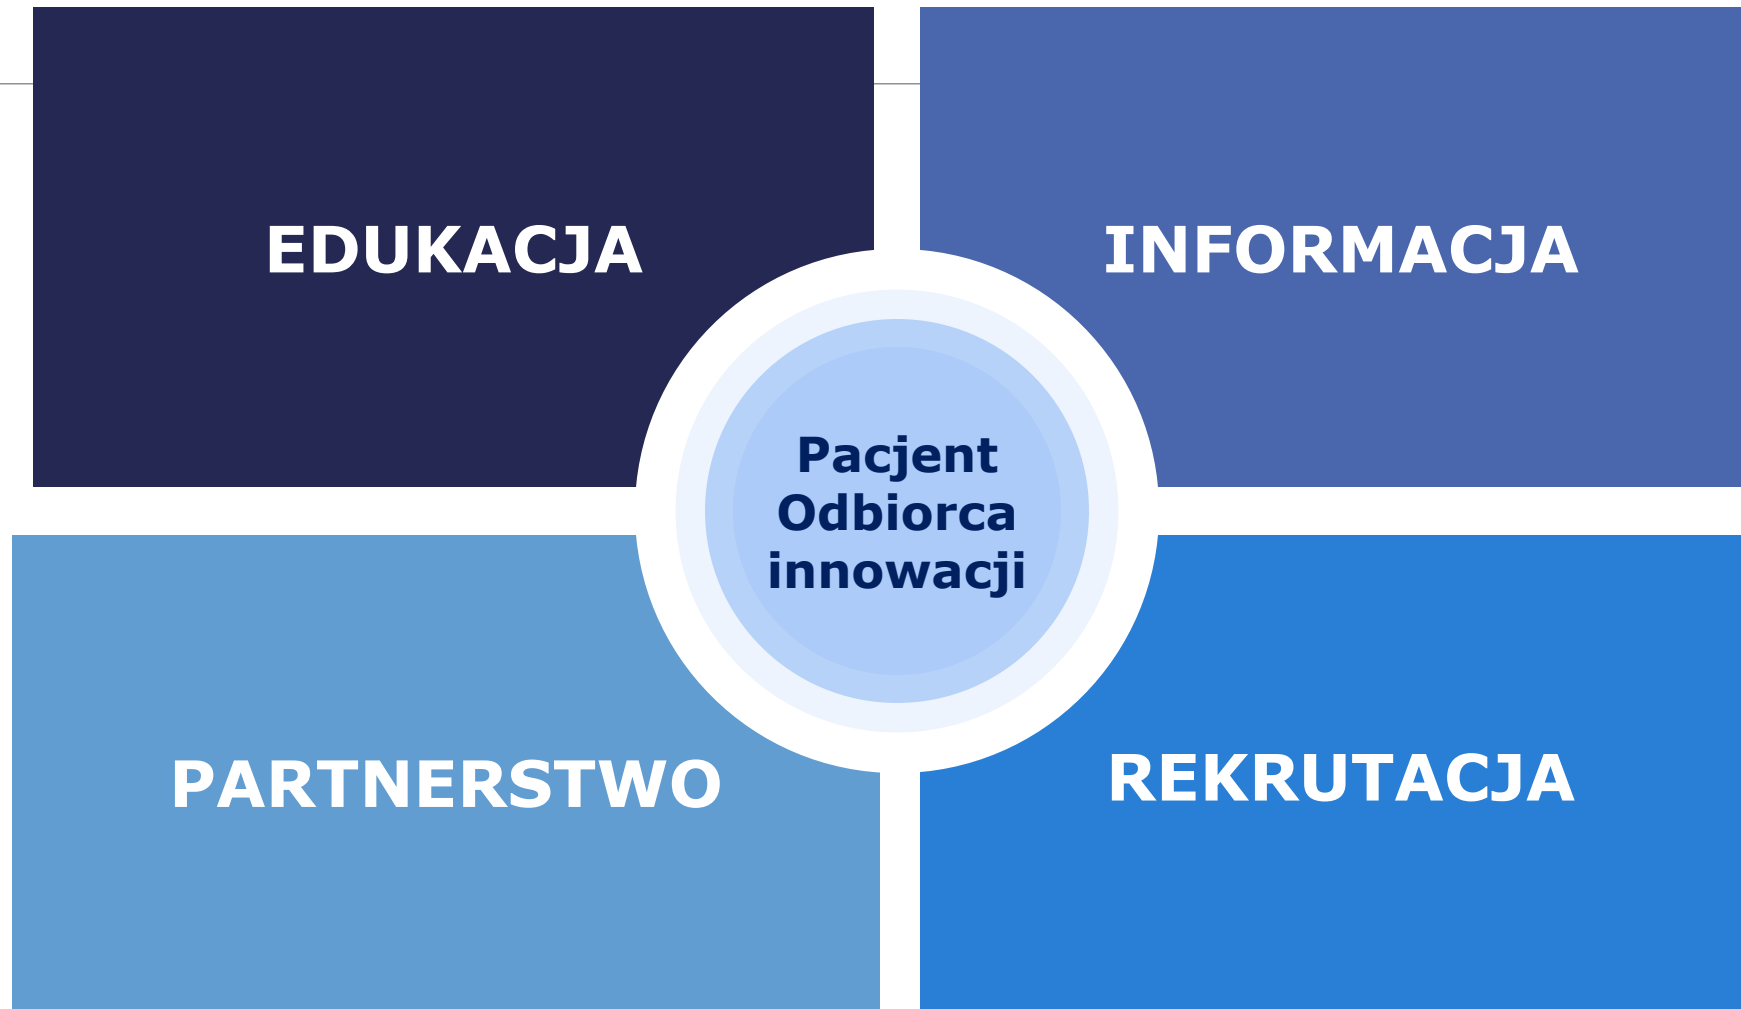 EDUKACJA
INFORMACJA
Pacjent
Odbiorca
innowacji
PARTNERSTWO
REKRUTACJA